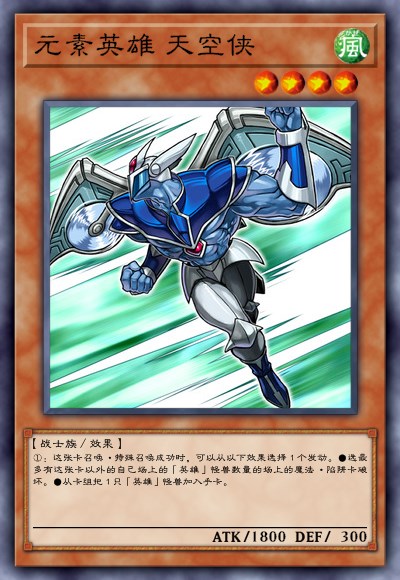 元素英雄 天空侠
風
【战士族／效果】
①：这张卡召唤·特殊召唤成功时，可以从以下效果选择1个发动。●选最
多有这张卡以外的自己场上的「英雄」怪兽数量的场上的魔法·陷阱卡破
坏。●从卡组把1只「英雄」怪兽加入手卡。
ATK/1800 DEF/ 300